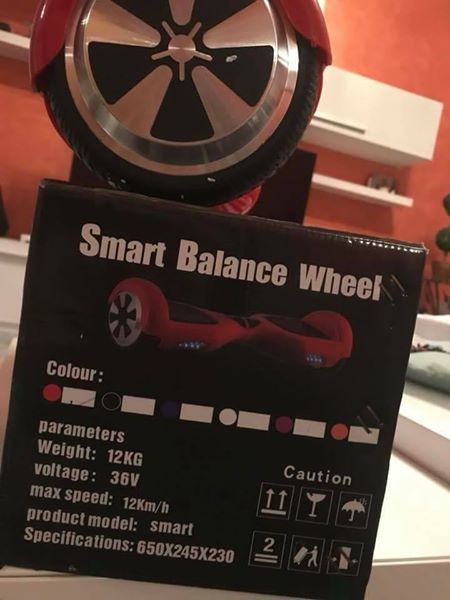 Smart Balance Wheel
Colour:
parameters
Weight: 12KG
voltage: 36V
max speed: 12Km/h
product model: smart
Specifications: 650X245X230
Caution
2